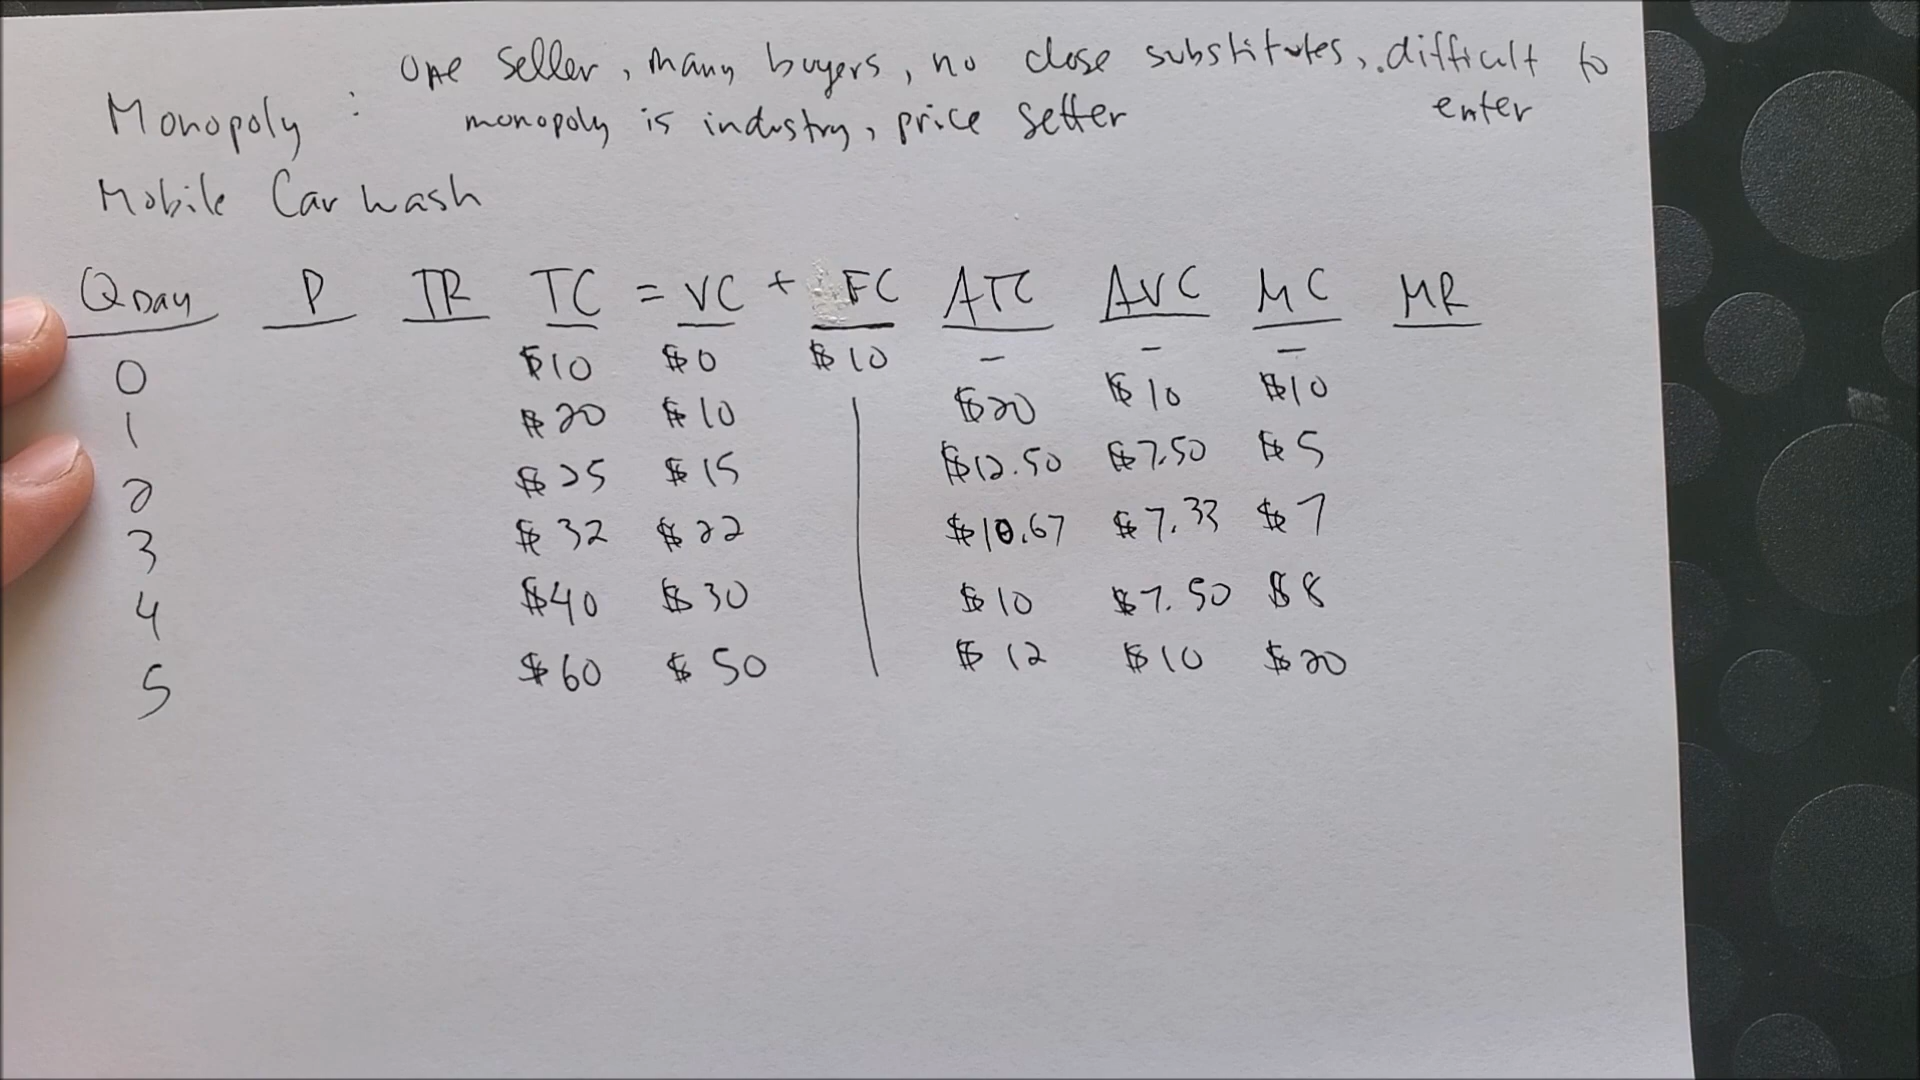 one seller, many buyers, no close substitutes, difficult to
Monopoly : monopoly is industry, price setter enter
Mobile Car wash
Q Day P TR TC = VC + FC ATC AVC MC MR
0 $10 $0 $10 - - -
1 $20 $10 $20 $10 $10
2 $25 $15 $12.50 $7.50 $5
3 $32 $22 $10.67 $7.33 $7
4 $40 $30 $10 $7.50 $8
5 $60 $50 $12 $10 $20